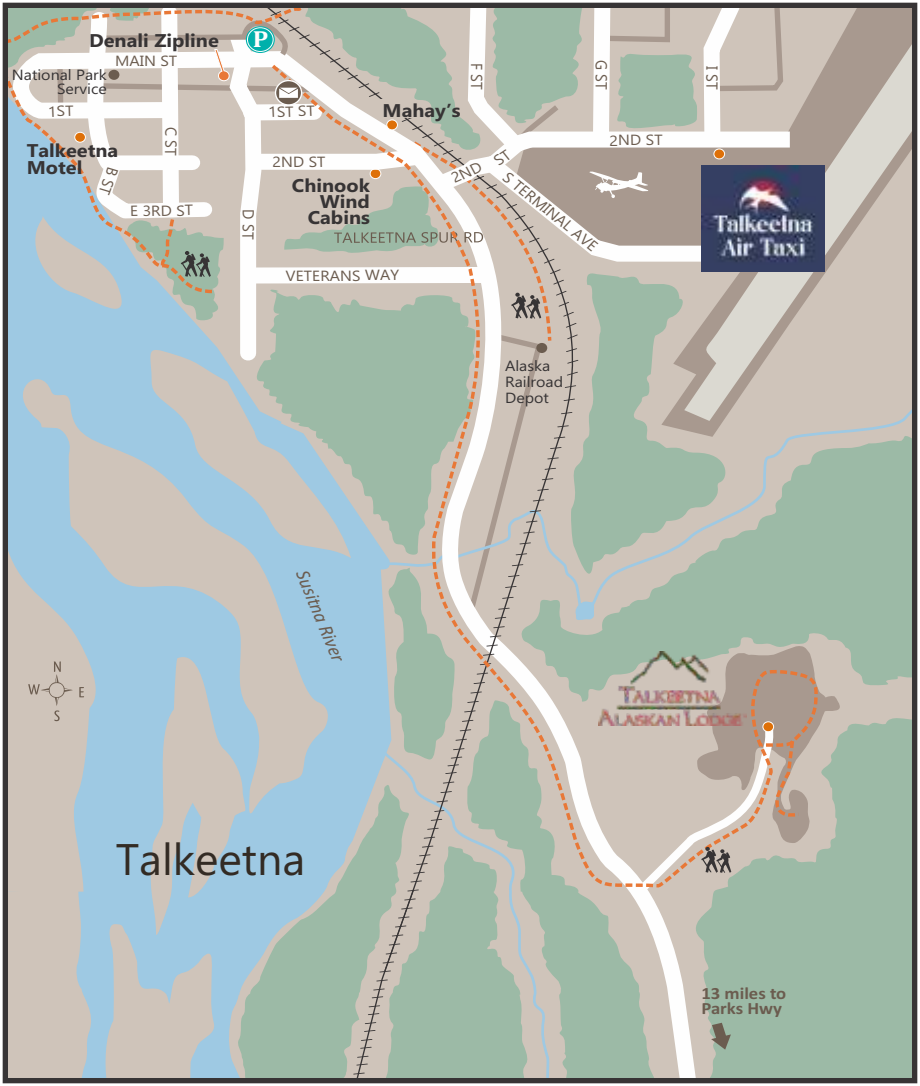 P
Denali Zipline
MAIN ST
National Park
Service
1ST
1ST ST
Mahay's
F ST
G ST
I ST
2ND ST
Talkeetna
Motel
C ST
B ST
2ND ST
2ND ST
Chinook
Wind
Cabins
E 3RD ST
D ST
TALKEETNA SPUR RD
S TERMINAL AVE
Talkeetna
Air Taxi
VETERANS WAY
Alaska
Railroad
Depot
Susitna River
N
W
E
S
TALKEETNA
ALASKAN LODGE
Talkeetna
13 miles to
Parks Hwy